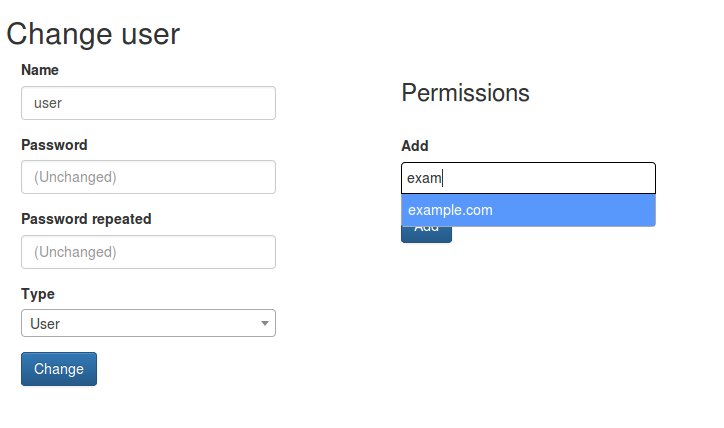 Change user
Name
user
Password
(Unchanged)
Password repeated
(Unchanged)
Type
User
Change
Permissions
Add
exam
example.com
Add